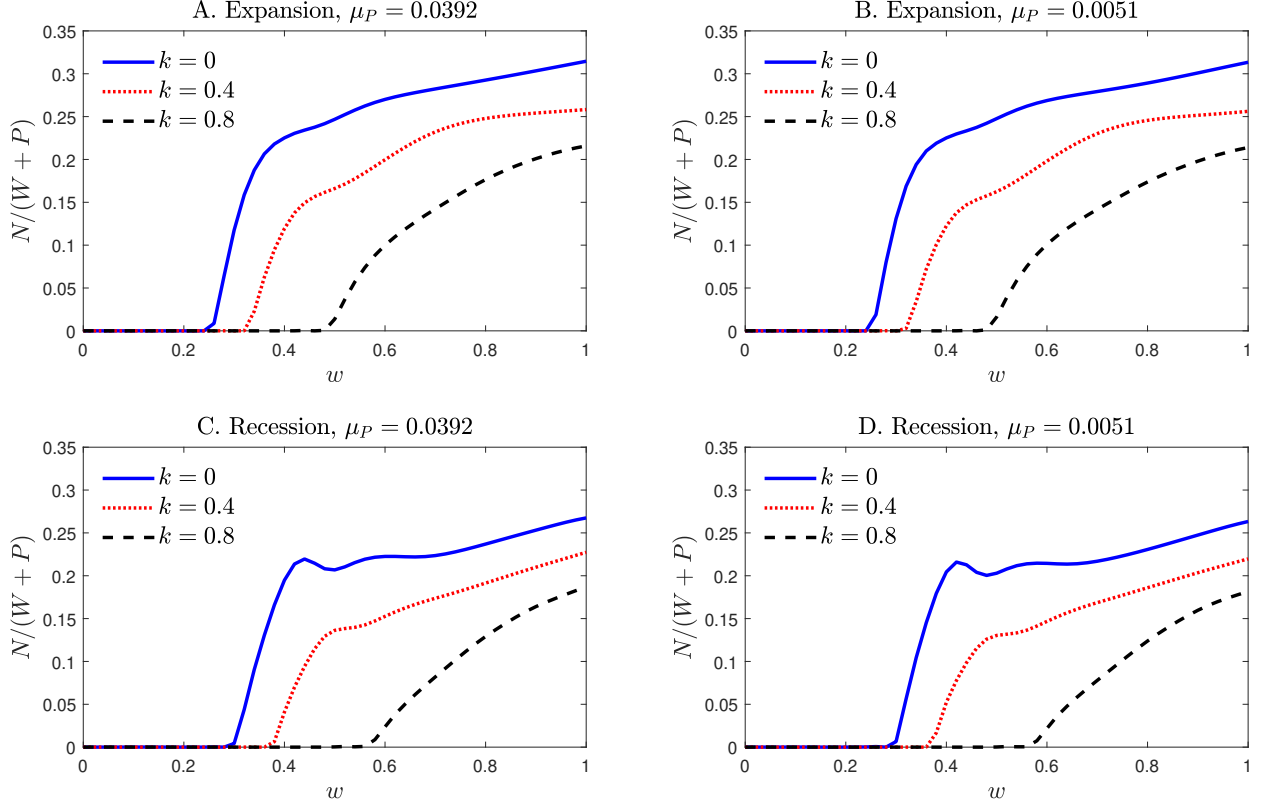 A. Expansion, μ_P = 0.0392
0.35
0.3
0.25
0.2
0.15
0.1
0.05
0
N/(W + P)
k = 0
k = 0.4
k = 0.8
0 0.2 0.4 0.6 0.8 1
w
B. Expansion, μ_P = 0.0051
0.35
0.3
0.25
0.2
0.15
0.1
0.05
0
N/(W + P)
k = 0
k = 0.4
k = 0.8
0 0.2 0.4 0.6 0.8 1
w
C. Recession, μ_P = 0.0392
0.35
0.3
0.25
0.2
0.15
0.1
0.05
0
N/(W + P)
k = 0
k = 0.4
k = 0.8
0 0.2 0.4 0.6 0.8 1
w
D. Recession, μ_P = 0.0051
0.35
0.3
0.25
0.2
0.15
0.1
0.05
0
N/(W + P)
k = 0
k = 0.4
k = 0.8
0 0.2 0.4 0.6 0.8 1
w